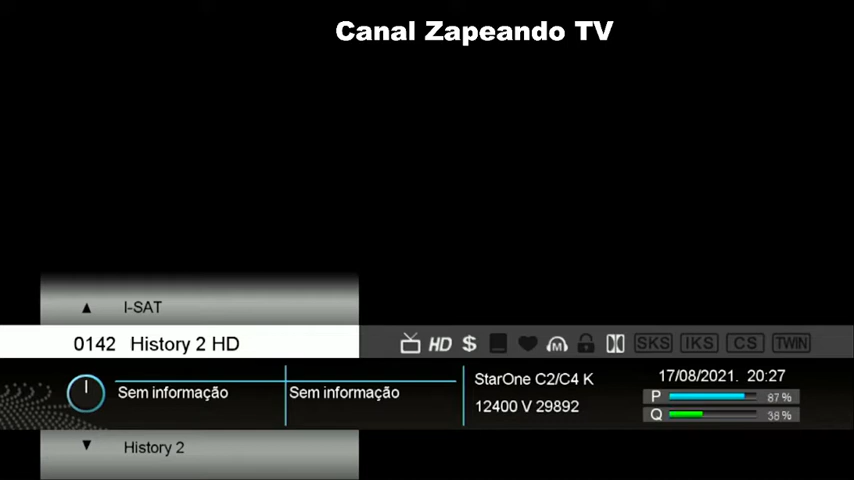 Canal Zapeando TV
▲ I-SAT
0142 History 2 HD HD $ M SKS IKS CS TWIN
Sem informação Sem informação
StarOne C2/C4 K
12400 V 29892
17/08/2021. 20:27
P 87 %
Q 38 %
▼ History 2